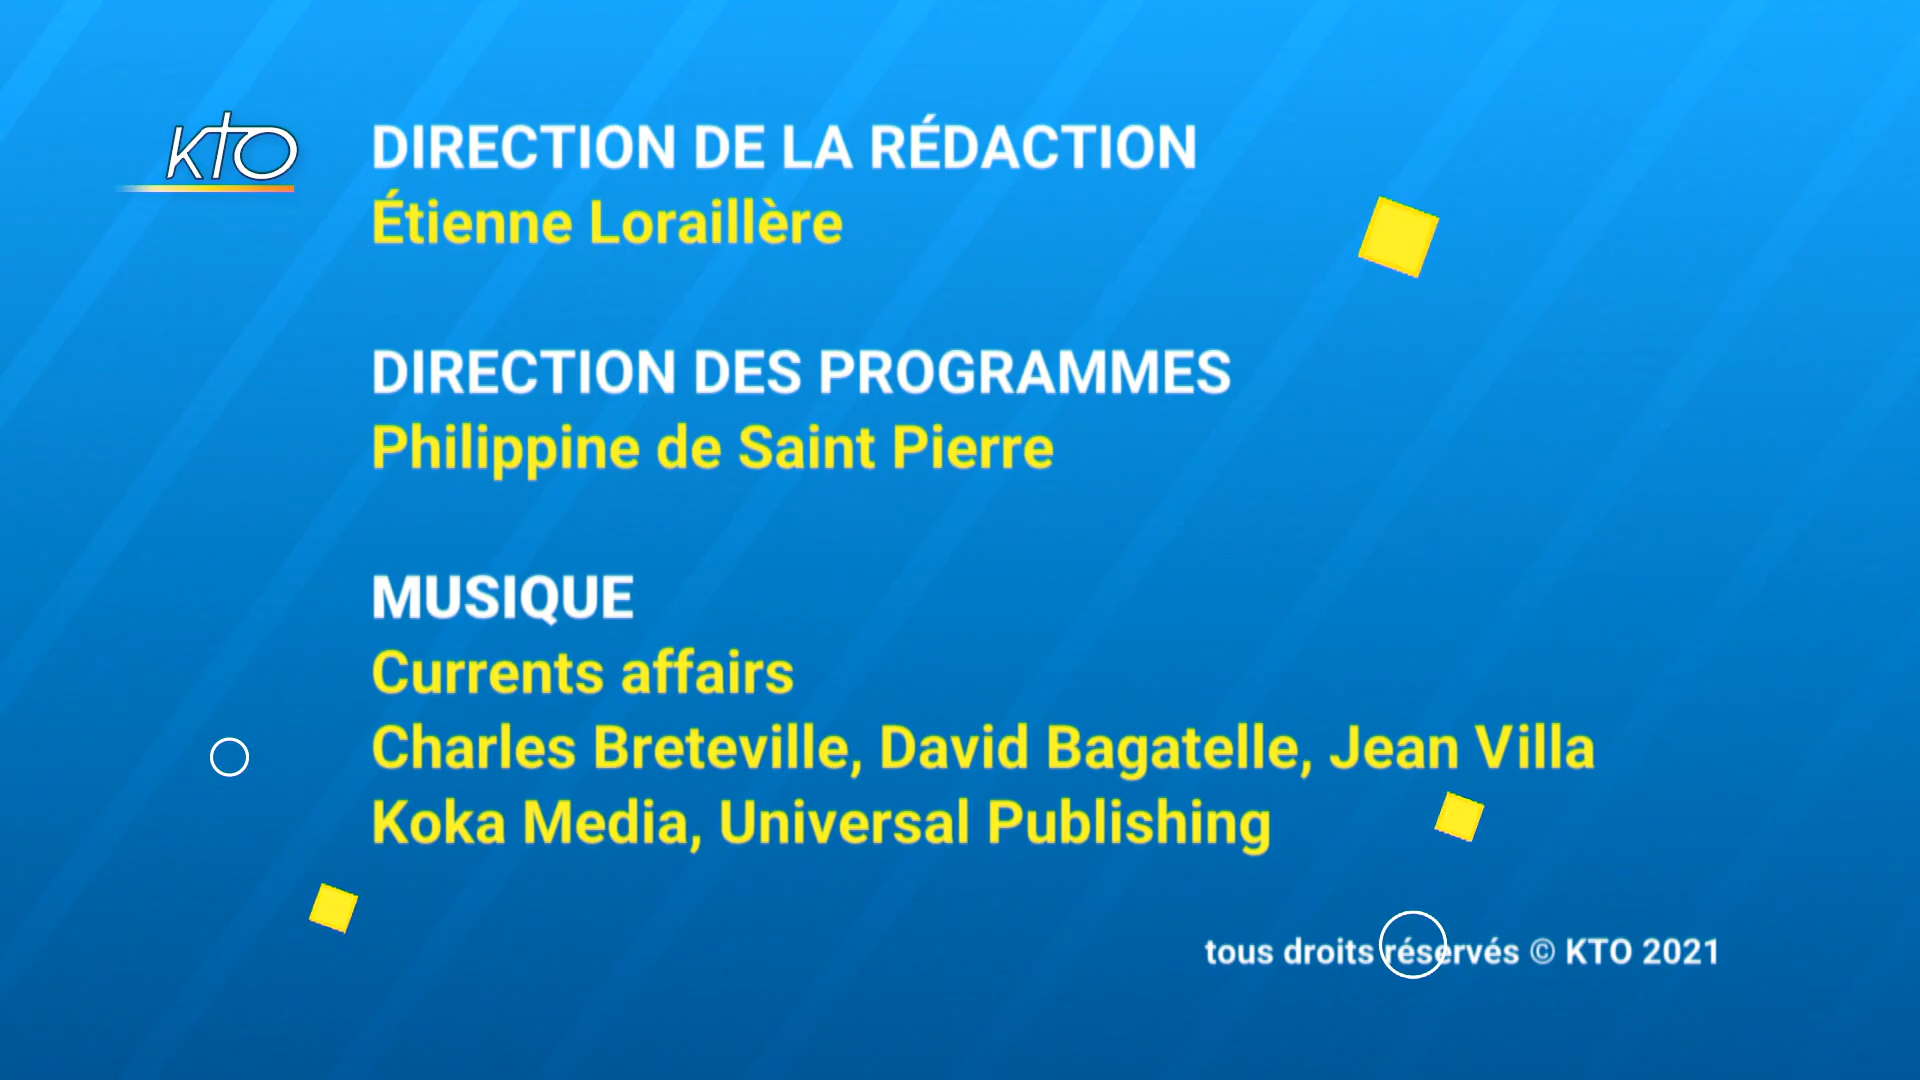 KTO
DIRECTION DE LA RÉDACTION
Étienne Loraillère
DIRECTION DES PROGRAMMES
Philippine de Saint Pierre
MUSIQUE
Currents affairs
Charles Breteville, David Bagatelle, Jean Villa
Koka Media, Universal Publishing
tous droits réservés © KTO 2021